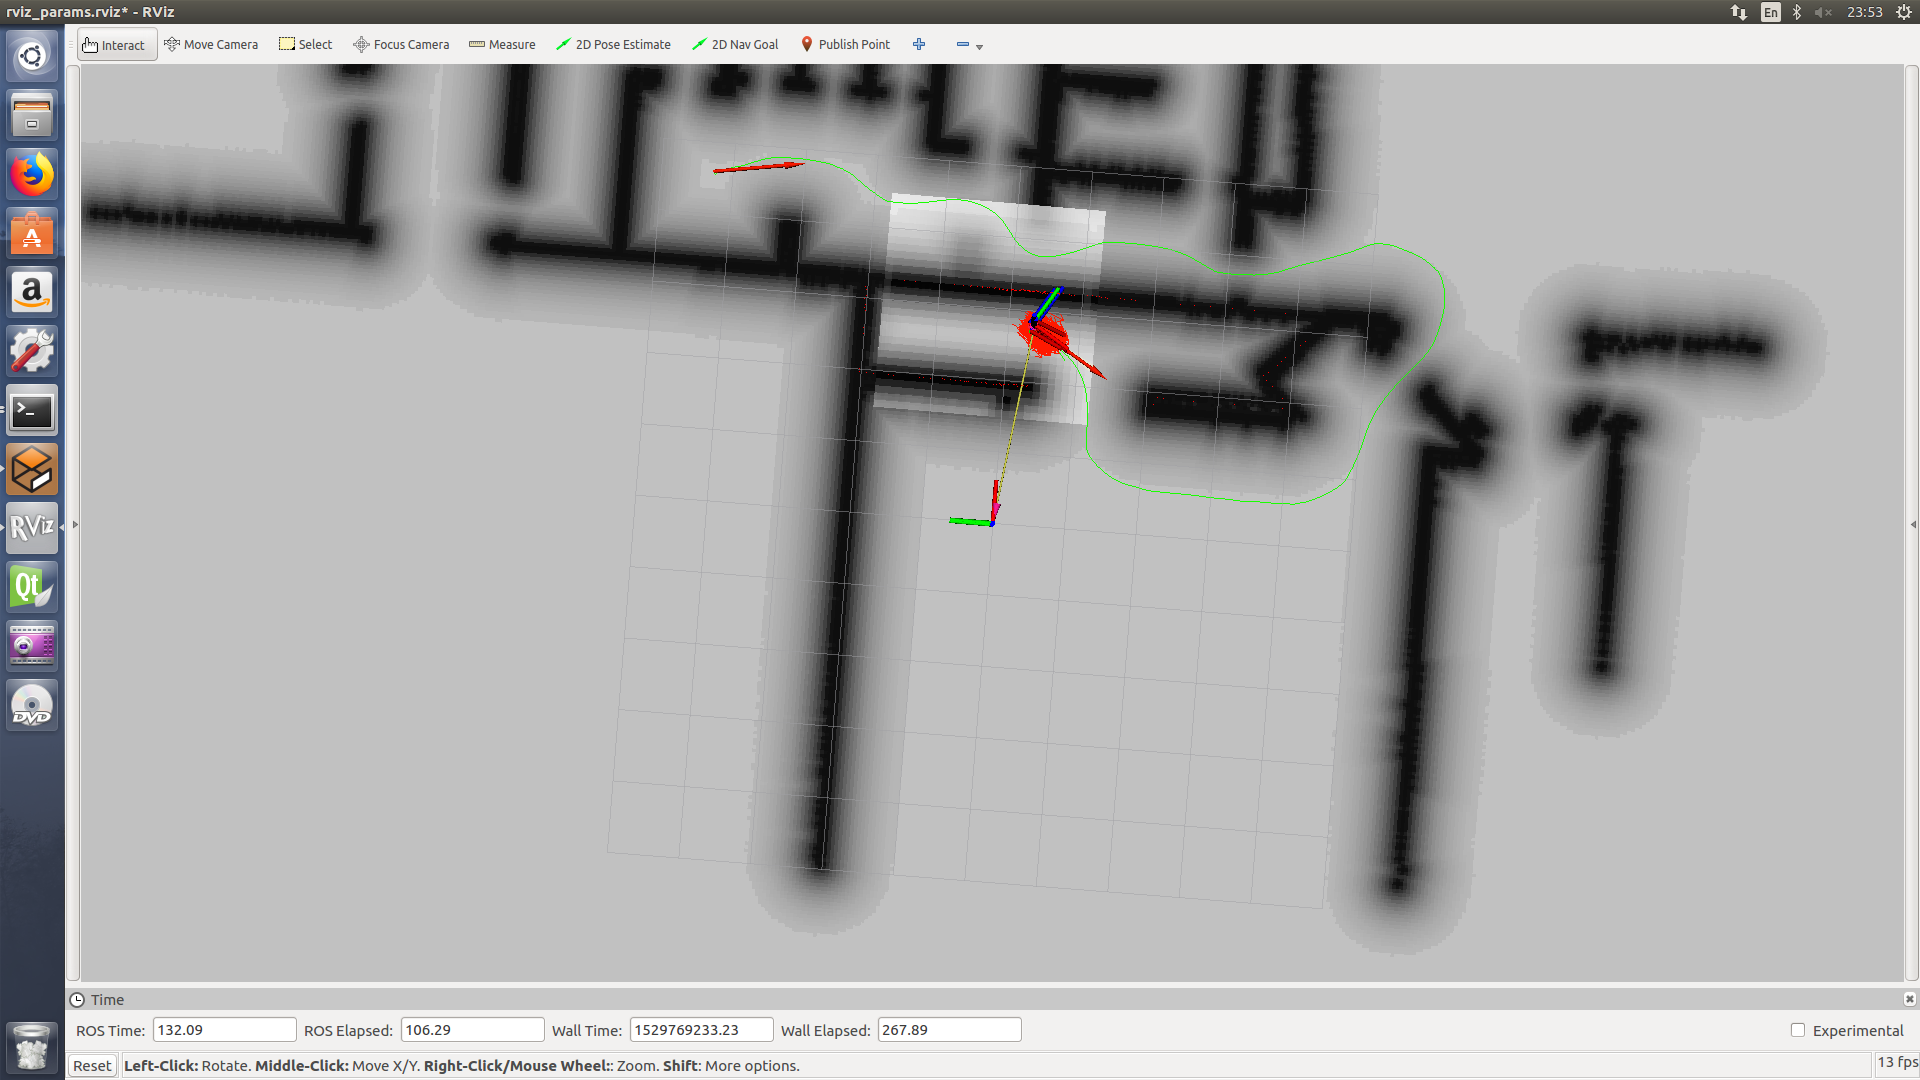 rviz_params.rviz* - RViz
En
23:53
Interact
Move Camera
Select
Focus Camera
Measure
2D Pose Estimate
2D Nav Goal
Publish Point
A
a
>_
RViz
Qt
DVD
Time
ROS Time: 132.09 ROS Elapsed: 106.29 Wall Time: 1529769233.23 Wall Elapsed: 267.89 Experimental
Reset Left-Click: Rotate. Middle-Click: Move X/Y. Right-Click/Mouse Wheel:: Zoom. Shift: More options. 13 fps